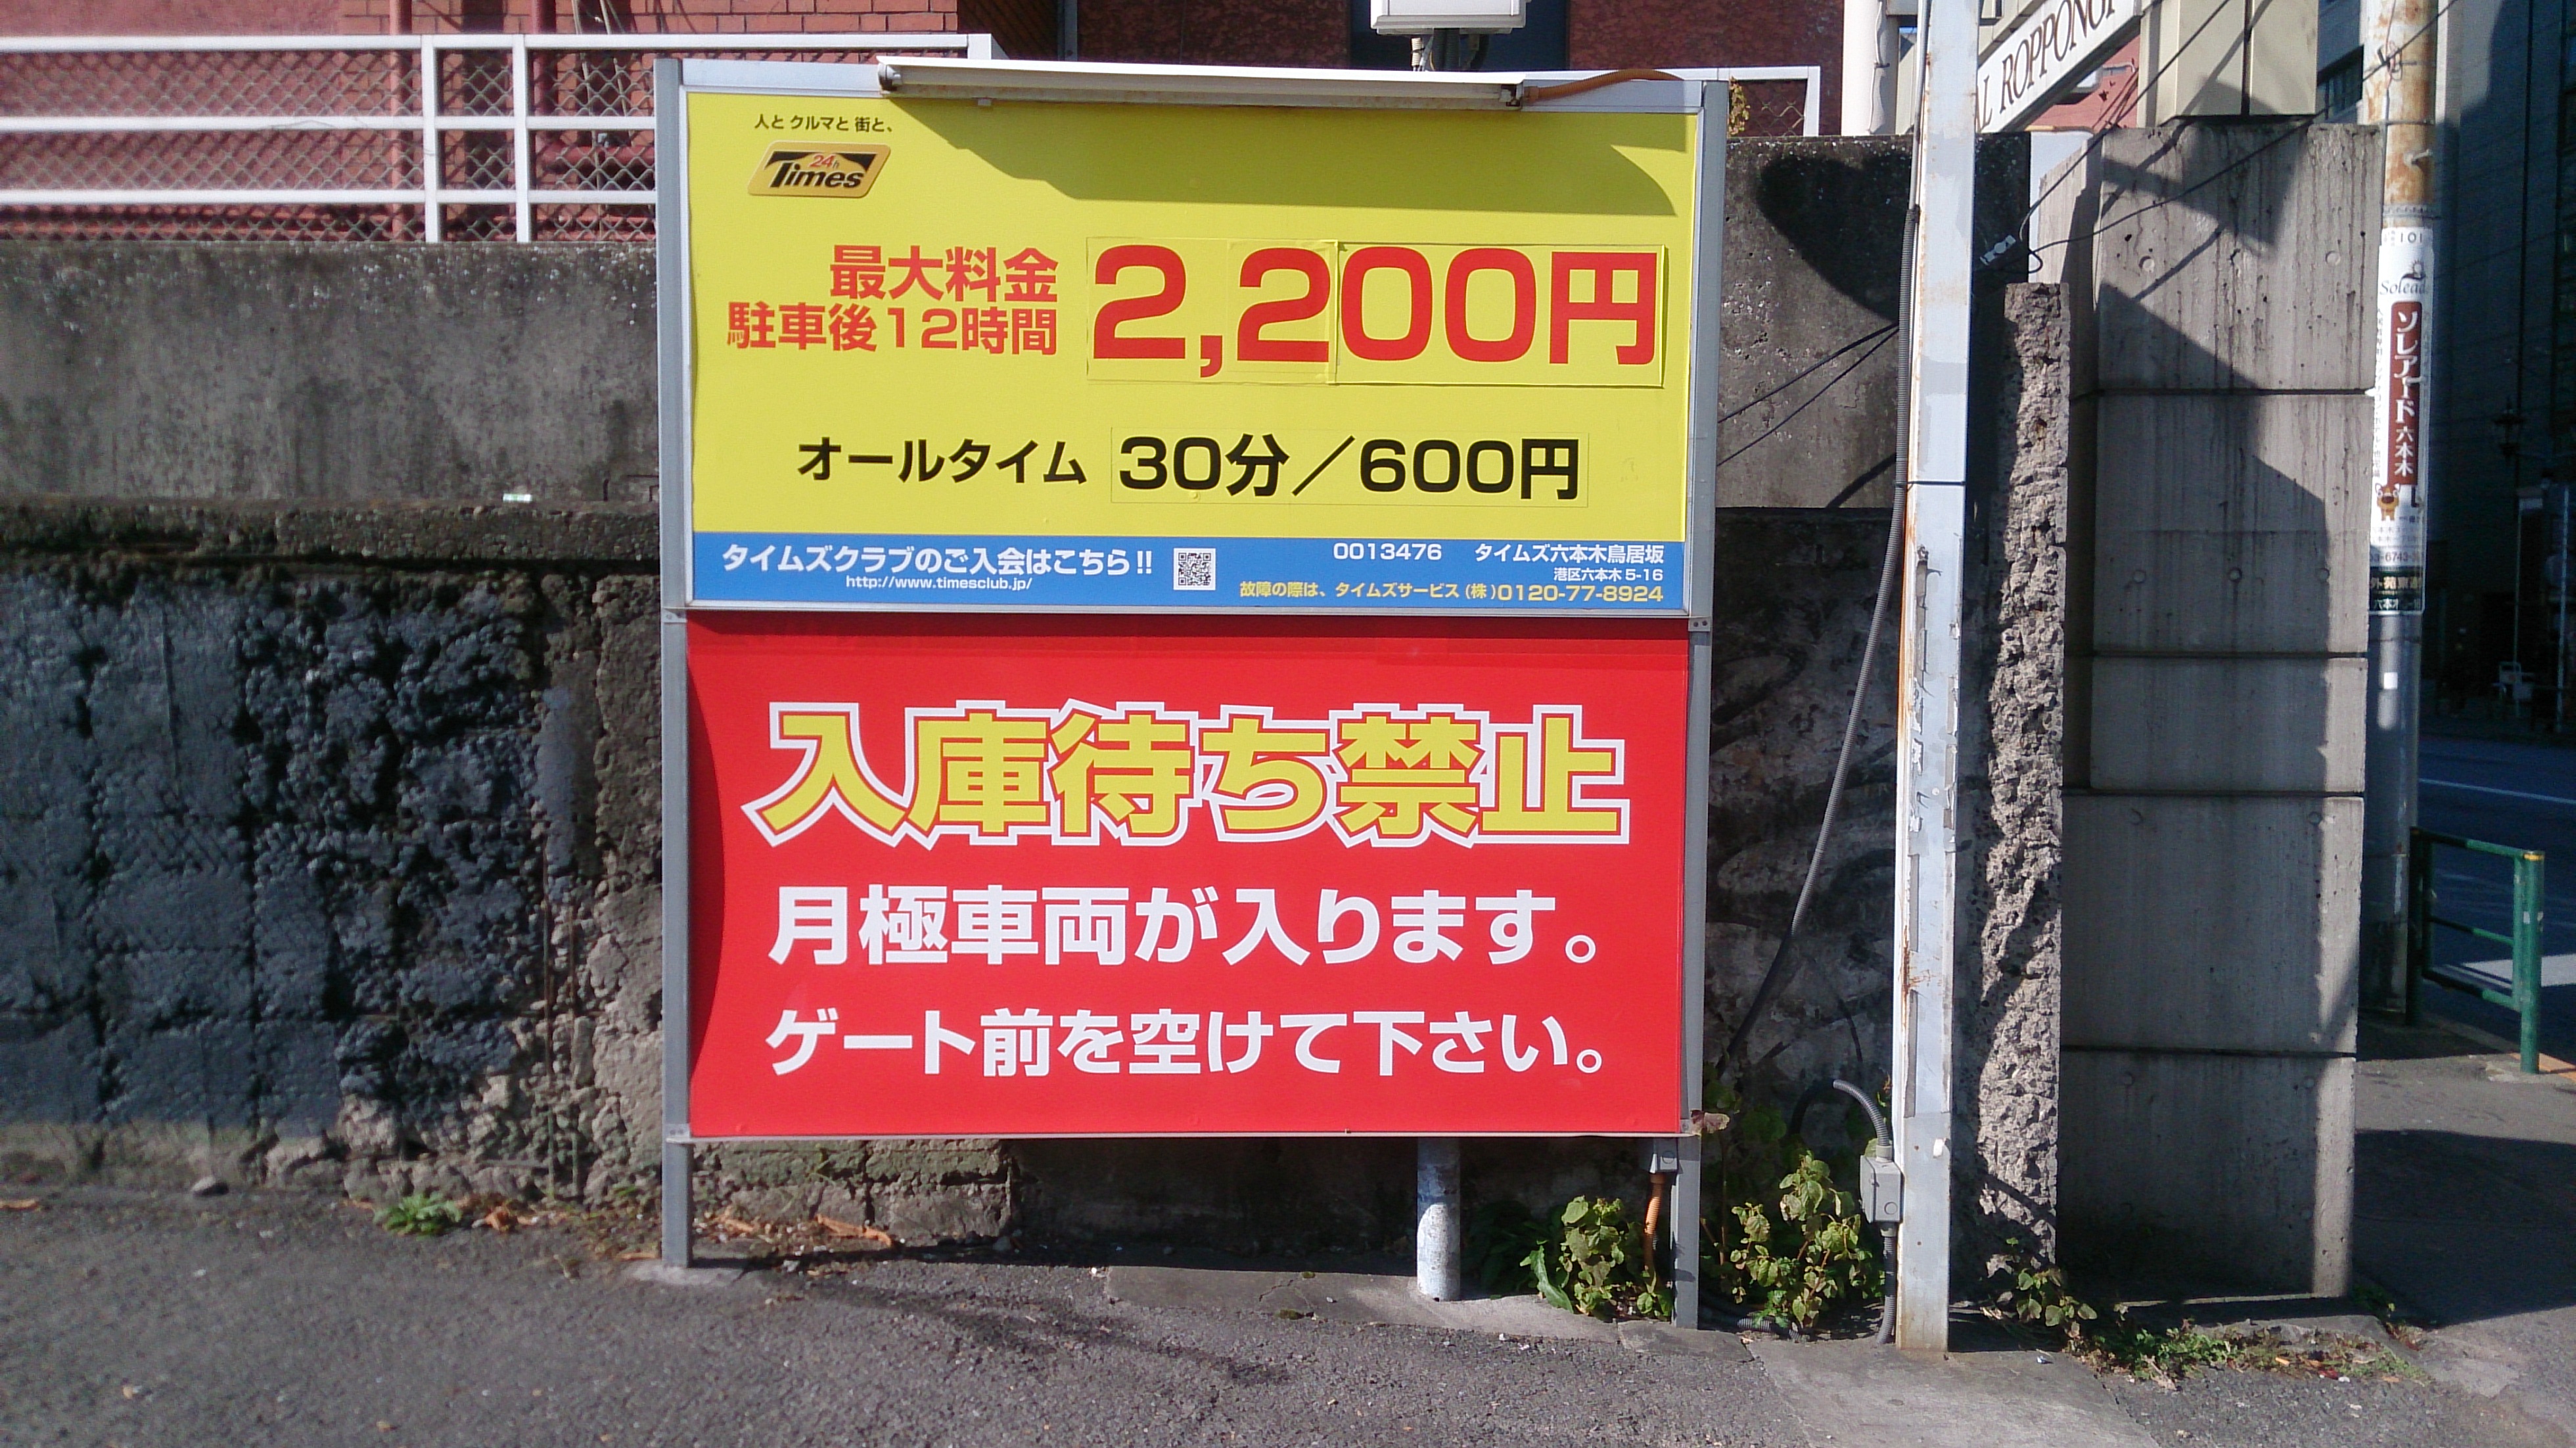 人と クルマと 街と、
24h
Times
最大料金
駐車後12時間
2,200円
オールタイム 30分／600円
タイムズクラブのご入会はこちら!!
http://www.timesclub.jp/
0013476 タイムズ六本木鳥居坂
港区六本木5-16
故障の際は、タイムズサービス(株)0120-77-8924
入庫待ち禁止
月極車両が入ります。
ゲート前を空けて下さい。
ROPPONGI
101
ソレアード六本木